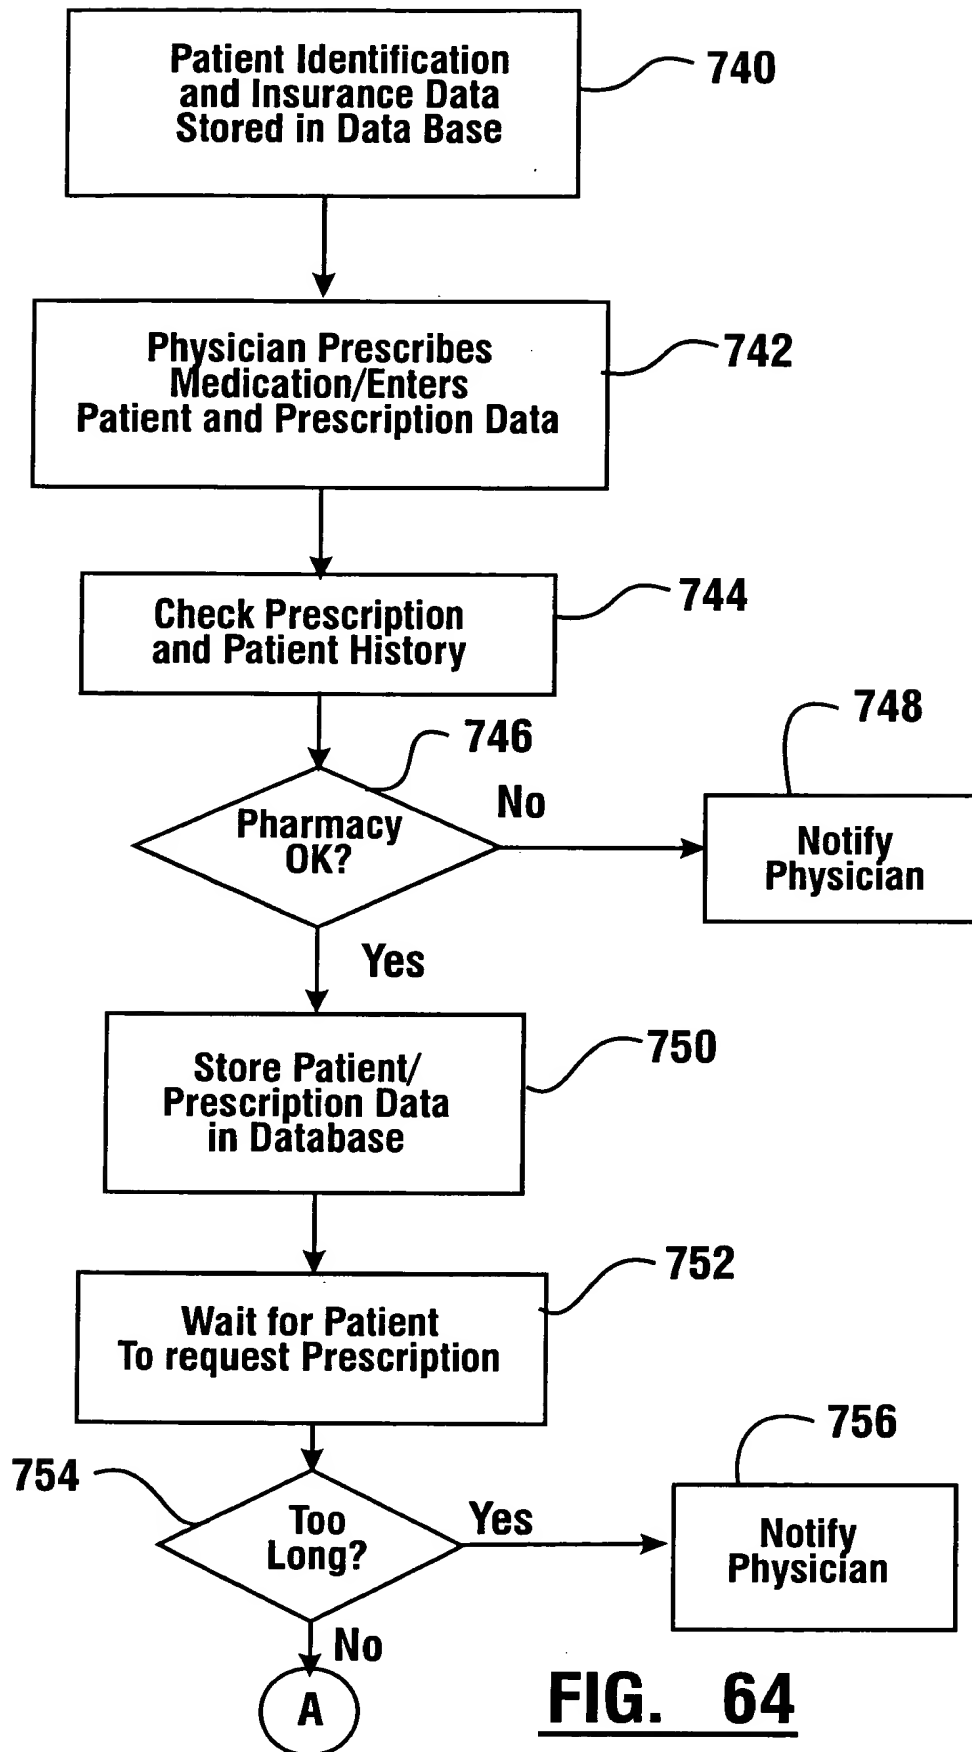 Patient Identification
and Insurance Data
Stored in Data Base
740
Physician Prescribes
Medication/Enters
Patient and Prescription Data
742
Check Prescription
and Patient History
744
746
Pharmacy
OK?
No
748
Notify
Physician
Yes
Store Patient/
Prescription Data
in Database
750
Wait for Patient
To request Prescription
752
754
Too
Long?
Yes
756
Notify
Physician
No
A
FIG. 64